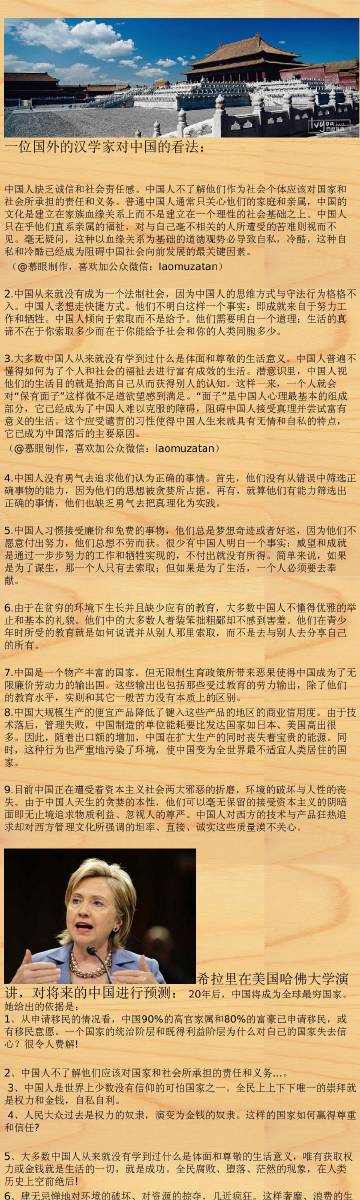 一位国外的汉学家对中国的看法：
中国人缺乏诚信和社会责任感。中国人不了解他们作为社会个体应该对国家和
社会所承担的责任和义务。普通中国人通常只关心他们的家庭和亲属，中国的
文化是建立在家族血缘关系上而不是建立在一个理性的社会基础之上。中国人
只在乎他们直系亲属的福祉，对与自己毫不相关的人所遭受的苦难则视而不
见。毫无疑问，这种以血缘关系为基础的道德观势必导致自私，冷酷，这种自
私和冷酷已经成为阻碍中国社会向前发展的最关键因素。
（@慕眼制作，喜欢加公众微信：laomuzatan）
2.中国从来就没有成为一个法制社会，因为中国人的思维方式与守法行为格格不
入。中国人老想走快捷方式。他们不明白这样一个事实：即成就来自于努力工
作和牺牲。中国人倾向于索取而不是给予。他们需要明白一个道理：生活的真
谛不在于你索取多少而在于你能给予社会和你的人类同胞多少。
3.大多数中国人从来就没有学到过什么是体面和尊敬的生活意义。中国人普遍不
懂得如何为了个人和社会的福祉去进行富有成效的生活。潜意识里，中国人视
他们的生活目的就是抬高自己从而获得别人的认知。这样一来，一个人就会
对“保有面子”这样微不足道欲望感到满足。“面子”是中国人心理最基本的组成
部分，它已经成为了中国人难以克服的障碍，阻碍中国人接受真理并尝试富有
意义的生活。这个应受谴责的习性使得中国人生来就具有无情和自私的特点，
它已成为中国落后的主要原因。
（@慕眼制作，喜欢加公众微信：laomuzatan）
4.中国人没有勇气去追求他们认为正确的事情。首先，他们没有从错误中筛选正
确事物的能力，因为他们的思想被贪婪所占据。再有，就算他们有能力筛选出
正确的事情，他们也缺乏勇气去把真理化为实践。
5.中国人习惯接受廉价和免费的事物，他们总是梦想奇迹或者好运，因为他们不
愿意付出努力，他们总想不劳而获。很少有中国人明白一个事实：威望和成就
是通过一步步努力的工作和牺牲实现的，不付出就没有所得。简单来说，如果
是为了谋生，那一个人只有去索取；但如果是为了生活，一个人必须要去奉
献。
6.由于在贫穷的环境下生长并且缺少应有的教育，大多数中国人不懂得优雅的举
止和基本的礼貌。他们中的大多数人着装笨拙粗鄙却不感到害羞。他们在青少
年时所受的教育就是如何说谎并从别人那里索取，而不是去与别人去分享自己
的所有。
7.中国是一个物产丰富的国家。但无限制生育政策所带来恶果使得中国成为了无
限廉价劳动力的输出国。这些输出也包括那些受过教育的劳力输出，除了他们
的教育水平，实则和其它一般苦力没有本质上的区别。
8.中国大规模生产的便宜产品降低了键入这些产品的地区的商业信用度。由于技
术落后，管理失败，中国制造的单位能耗要比发达国家如日本、美国高出很
多。因此，随着出口额的增加，中国在扩大生产的同时丧失着宝贵的能源。同
时，这种行为也严重地污染了环境，使中国变为全世界最不适宜人类居住的国
家。
9.目前中国正在遭受着资本主义社会两大邪恶的折磨，环境的破坏与人性的丧
失。由于中国人天生的贪婪的本性，他们可以毫无保留的接受资本主义的阴暗
面即无止境追求物质利益、忽视人的尊严。中国人对西方的技术与产品狂热追
求却对西方管理文化所强调的坦率、直接、诚实这些质量漠不关心。
希拉里在美国哈佛大学演
讲，对将来的中国进行预测： 20年后，中国将成为全球最穷国家。
她给出的依据是：
1、从申请移民的情况看，中国90%的高官家属和80%的富豪已申请移民，或
有移民意愿。一个国家的统治阶层和既得利益阶层为什么对自己的国家失去信
心？很令人费解!
2、中国人不了解他们应该对国家和社会所承担的责任和义务…。
3、中国人是世界上少数没有信仰的可怕国家之一。全民上上下下唯一的崇拜就
是权力和金钱，自私自利。
4、人民大众过去是权力的奴隶，演变为金钱的奴隶。这样的国家如何赢得尊重
和信任?
5、大多数中国人从来就没有学到过什么是体面和尊敬的生活意义，唯有获取权
力或金钱就是生活的一切，就是成功。全民腐败、堕落、茫然的现象，在人类
历史上空前绝后!
6、肆无忌惮地对环境的破坏、对资源的掠夺，几近疯狂。这样奢靡、浪费的生